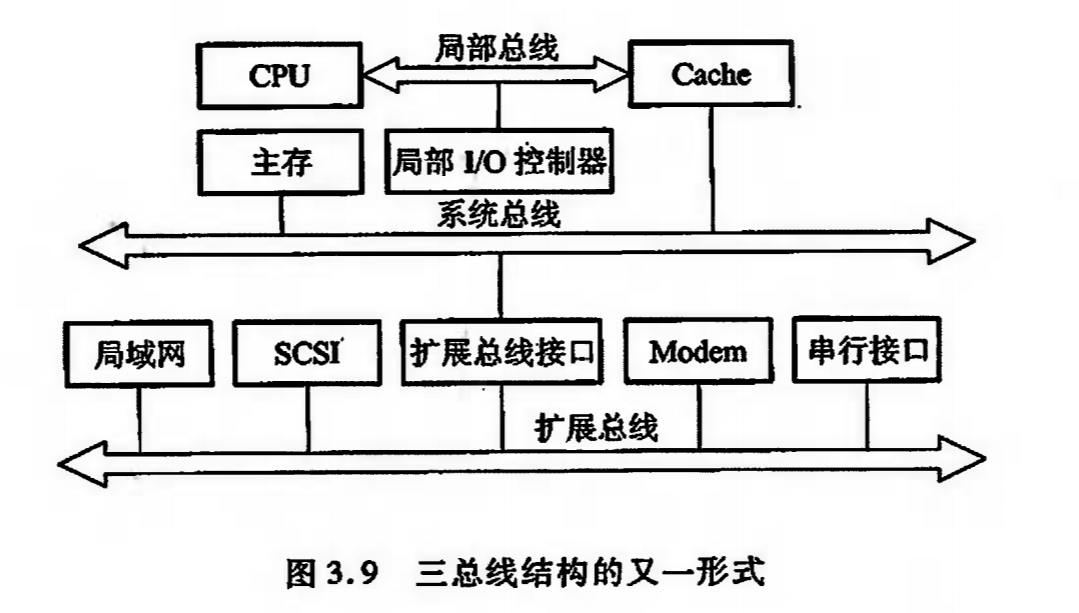 局部总线
CPU
Cache
主存
局部 I/O 控制器
系统总线
局域网
SCSI
扩展总线接口
Modem
串行接口
扩展总线
图 3.9 三总线结构的又一形式